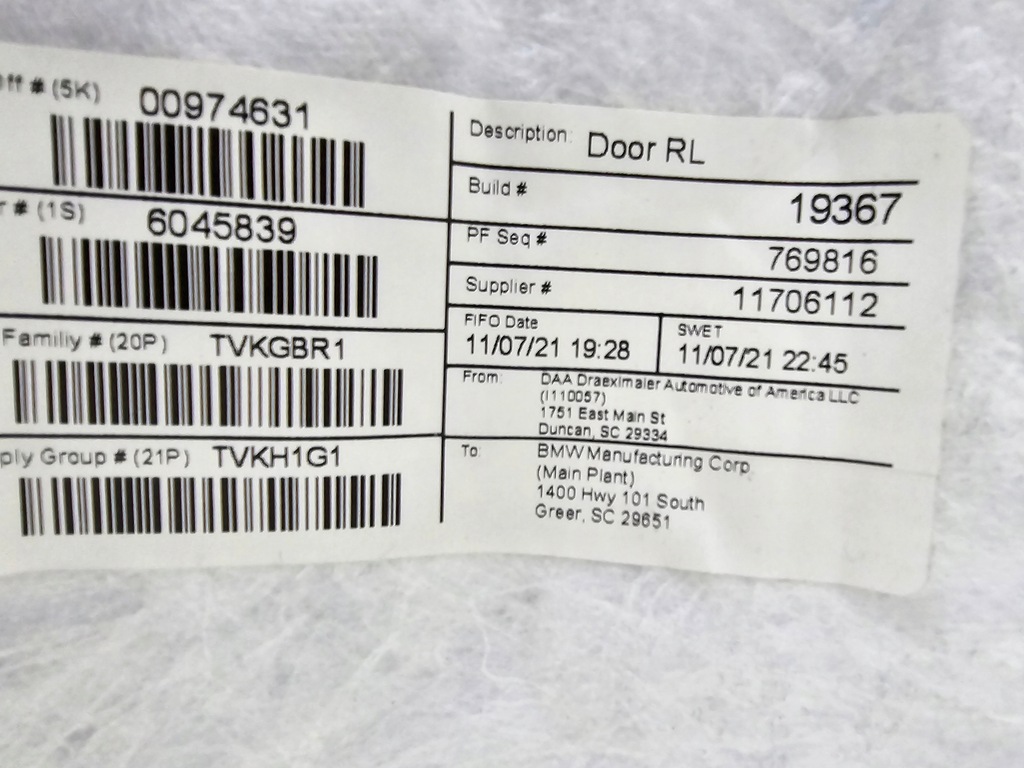 # (5K) 00974631
# (1S) 6045839
Familiy # (20P) TVKGBR1
ply Group # (21P) TVKH1G1
Description: Door RL
Build # 19367
PF Seq # 769816
Supplier # 11706112
FIFO Date
11/07/21 19:28
SWET
11/07/21 22:45
From: DAA Draeximaier Automotive of America LLC
(I110057)
1751 East Main St
Duncan, SC 29334
To: BMW Manufacturing Corp.
(Main Plant)
1400 Hwy 101 South
Greer, SC 29651